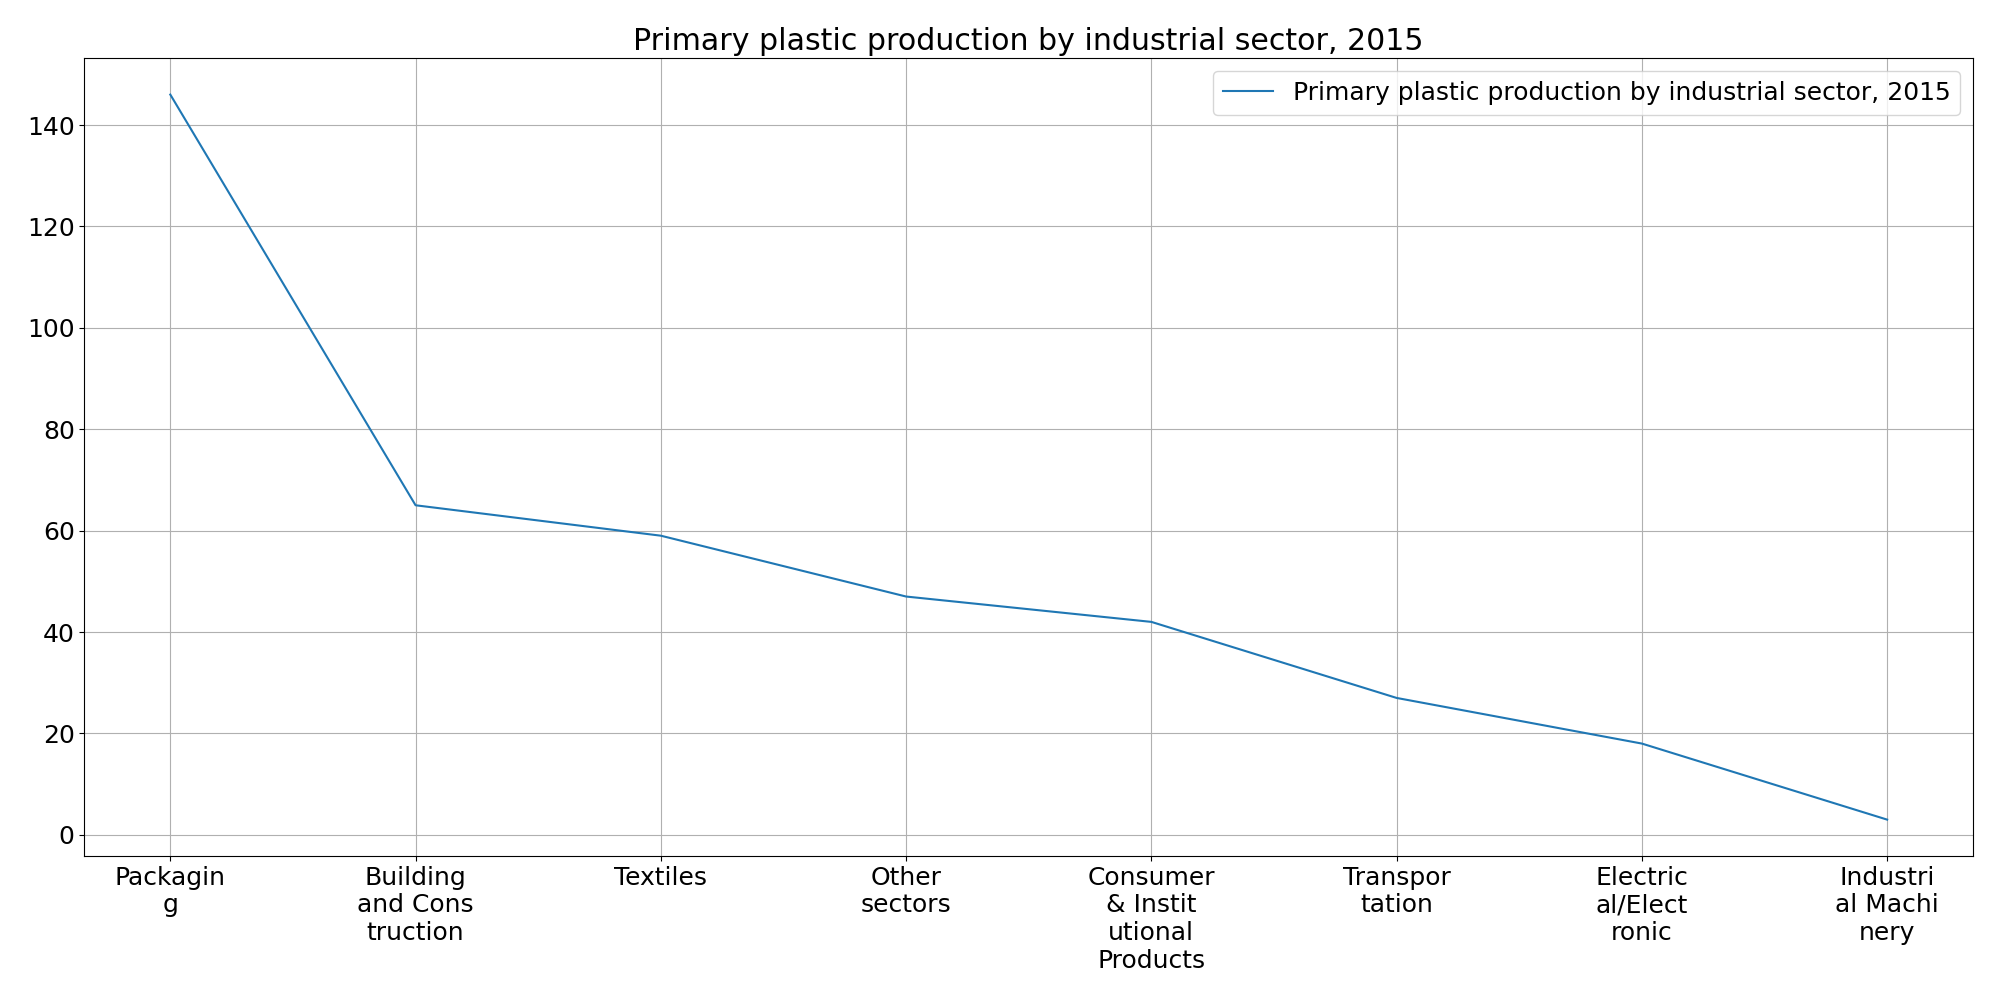 Primary plastic production by industrial sector, 2015
Primary plastic production by industrial sector, 2015
140
120
100
80
60
40
20
0
Packagin
g
Building
and Cons
truction
Textiles
Other
sectors
Consumer
& Instit
utional
Products
Transpor
tation
Electric
al/Elect
ronic
Industri
al Machi
nery